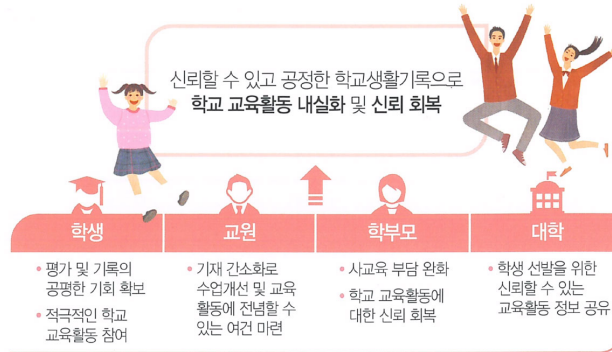 신뢰할 수 있고 공정한 학교생활기록으로
학교 교육활동 내실화 및 신뢰 회복
학생
• 평가 및 기록의
공평한 기회 확보
• 적극적인 학교
교육활동 참여
교원
• 기재 간소화로
수업개선 및 교육
활동에 전념할 수
있는 여건 마련
학부모
• 사교육 부담 완화
• 학교 교육활동에
대한 신뢰 회복
대학
• 학생 선발을 위한
신뢰할 수 있는
교육활동 정보 공유